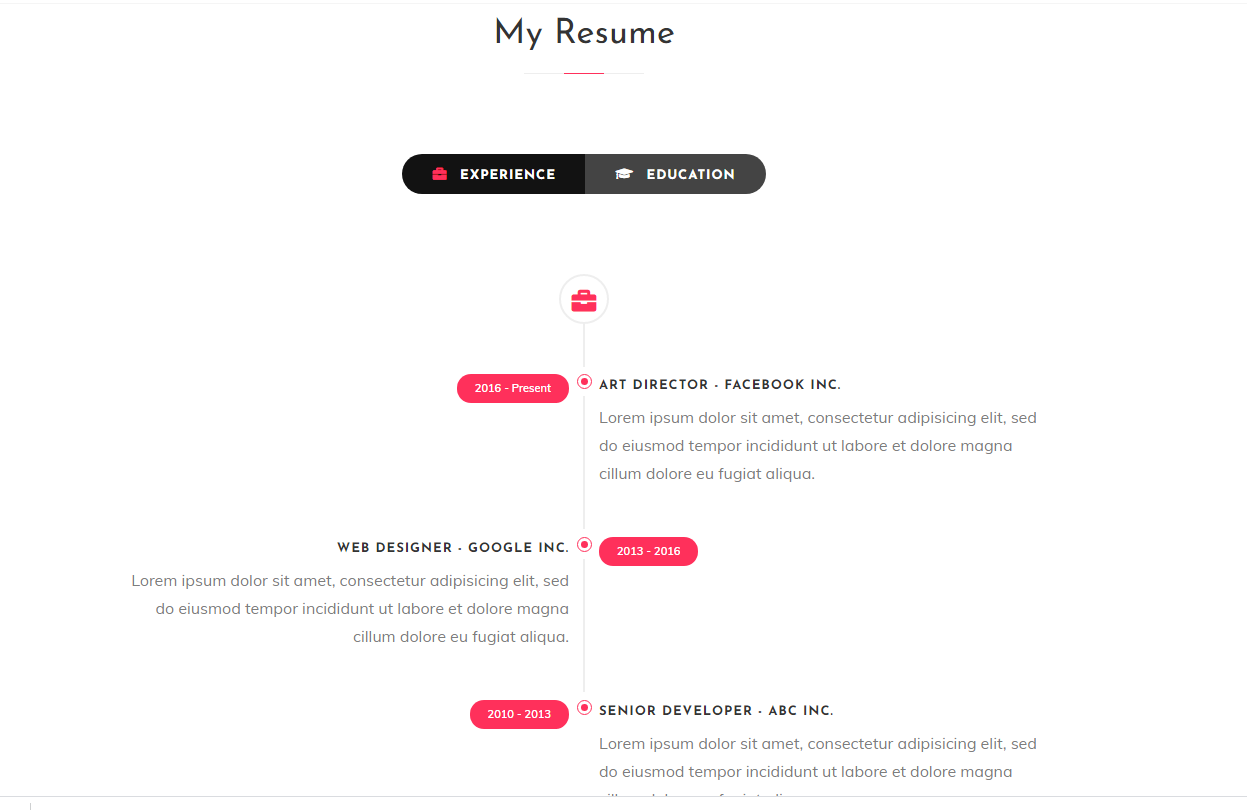 My Resume
EXPERIENCE
EDUCATION
2016 - Present
ART DIRECTOR - FACEBOOK INC.
Lorem ipsum dolor sit amet, consectetur adipisicing elit, sed
do eiusmod tempor incididunt ut labore et dolore magna
cillum dolore eu fugiat aliqua.
WEB DESIGNER - GOOGLE INC.
2013 - 2016
Lorem ipsum dolor sit amet, consectetur adipisicing elit, sed
do eiusmod tempor incididunt ut labore et dolore magna
cillum dolore eu fugiat aliqua.
2010 - 2013
SENIOR DEVELOPER - ABC INC.
Lorem ipsum dolor sit amet, consectetur adipisicing elit, sed
do eiusmod tempor incididunt ut labore et dolore magna